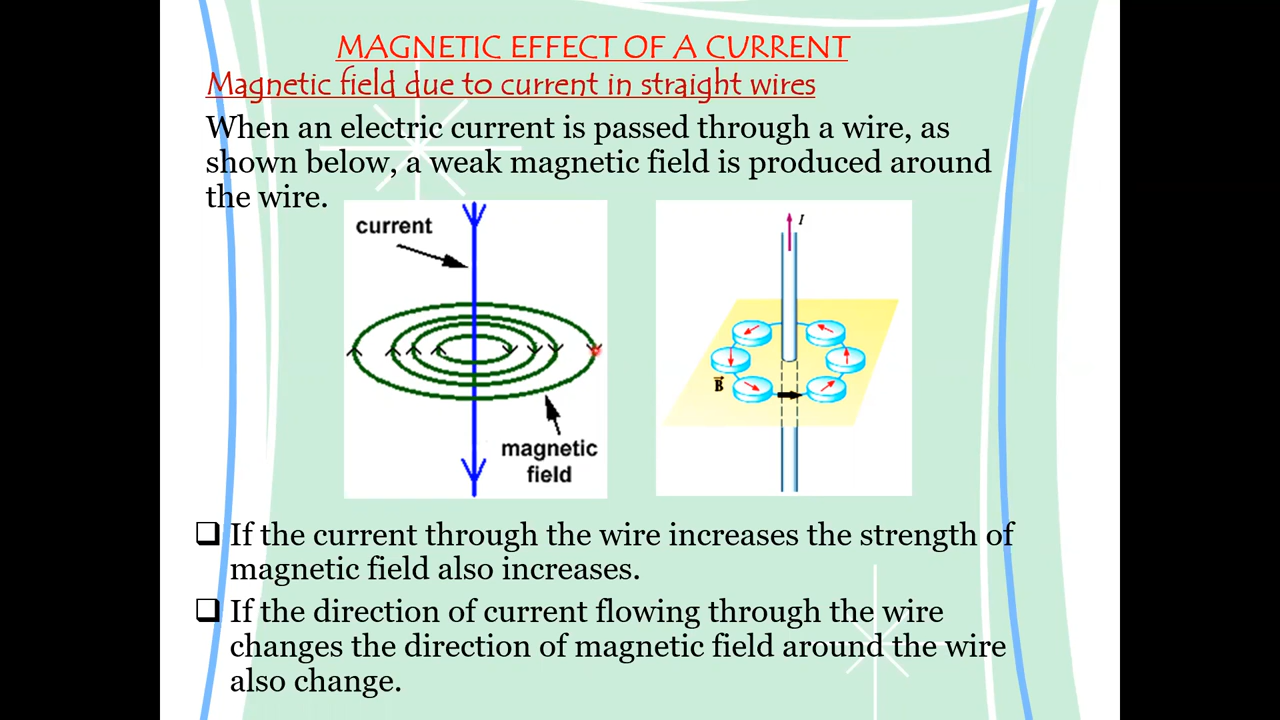 MAGNETIC EFFECT OF A CURRENT
Magnetic field due to current in straight wires
When an electric current is passed through a wire, as
shown below, a weak magnetic field is produced around
the wire.
current
magnetic
field
I
B
If the current through the wire increases the strength of
magnetic field also increases.
If the direction of current flowing through the wire
changes the direction of magnetic field around the wire
also change.